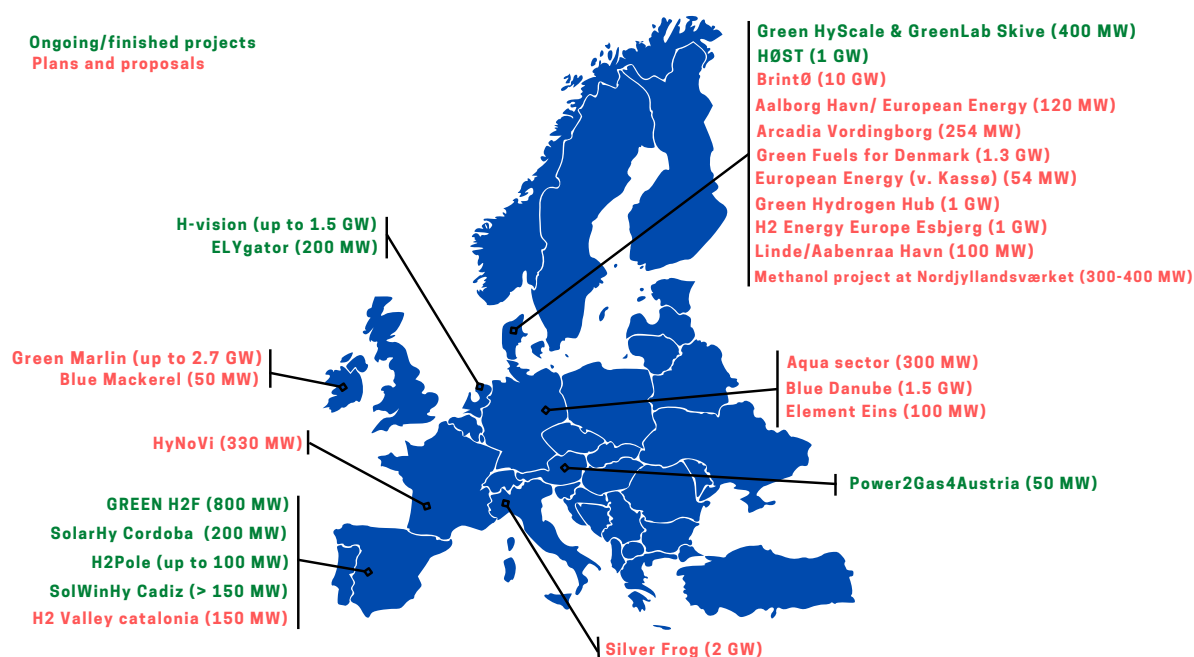 Ongoing/finished projects
Plans and proposals
Green HyScale & GreenLab Skive (400 MW)
HØST (1 GW)
BrintØ (10 GW)
Aalborg Havn/ European Energy (120 MW)
Arcadia Vordingborg (254 MW)
Green Fuels for Denmark (1.3 GW)
European Energy (v. Kassø) (54 MW)
Green Hydrogen Hub (1 GW)
H2 Energy Europe Esbjerg (1 GW)
Linde/Aabenraa Havn (100 MW)
Methanol project at Nordjyllandsværket (300-400 MW)
H-vision (up to 1.5 GW)
ELYgator (200 MW)
Green Marlin (up to 2.7 GW)
Blue Mackerel (50 MW)
Aqua sector (300 MW)
Blue Danube (1.5 GW)
Element Eins (100 MW)
HyNoVi (330 MW)
Power2Gas4Austria (50 MW)
GREEN H2F (800 MW)
SolarHy Cordoba (200 MW)
H2Pole (up to 100 MW)
SolWinHy Cadiz (> 150 MW)
H2 Valley catalonia (150 MW)
Silver Frog (2 GW)